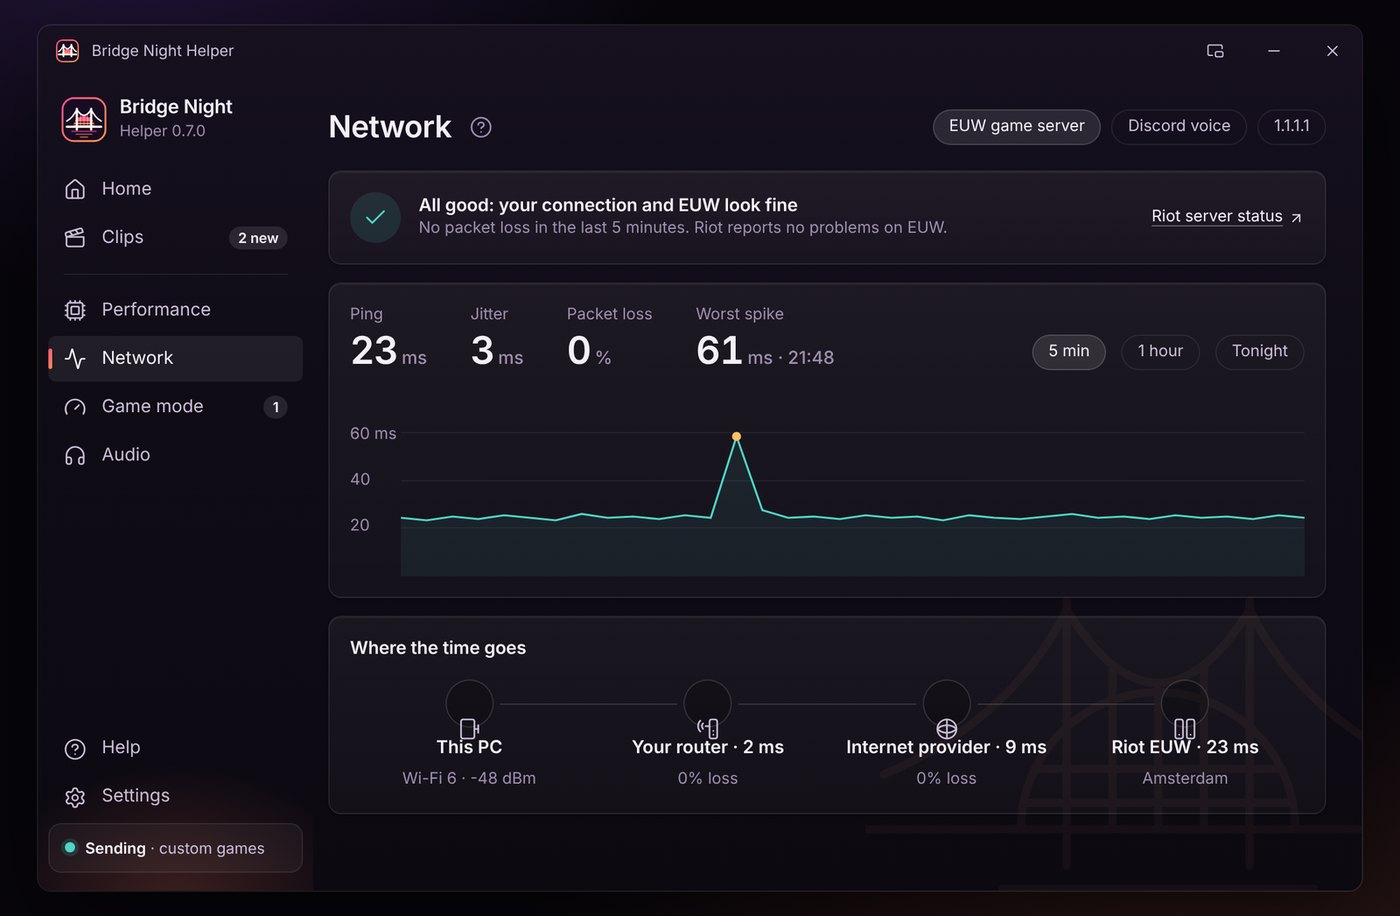 Bridge Night Helper
Bridge Night
Helper 0.7.0
Home
Clips
2 new
Performance
Network
Game mode
1
Audio
Help
Settings
Sending · custom games
Network
EUW game server
Discord voice
1.1.1.1
All good: your connection and EUW look fine
No packet loss in the last 5 minutes. Riot reports no problems on EUW.
Riot server status
Ping
23 ms
Jitter
3 ms
Packet loss
0 %
Worst spike
61 ms · 21:48
5 min
1 hour
Tonight
60 ms
40
20
Where the time goes
This PC
Wi-Fi 6 · -48 dBm
Your router · 2 ms
0% loss
Internet provider · 9 ms
0% loss
Riot EUW · 23 ms
Amsterdam